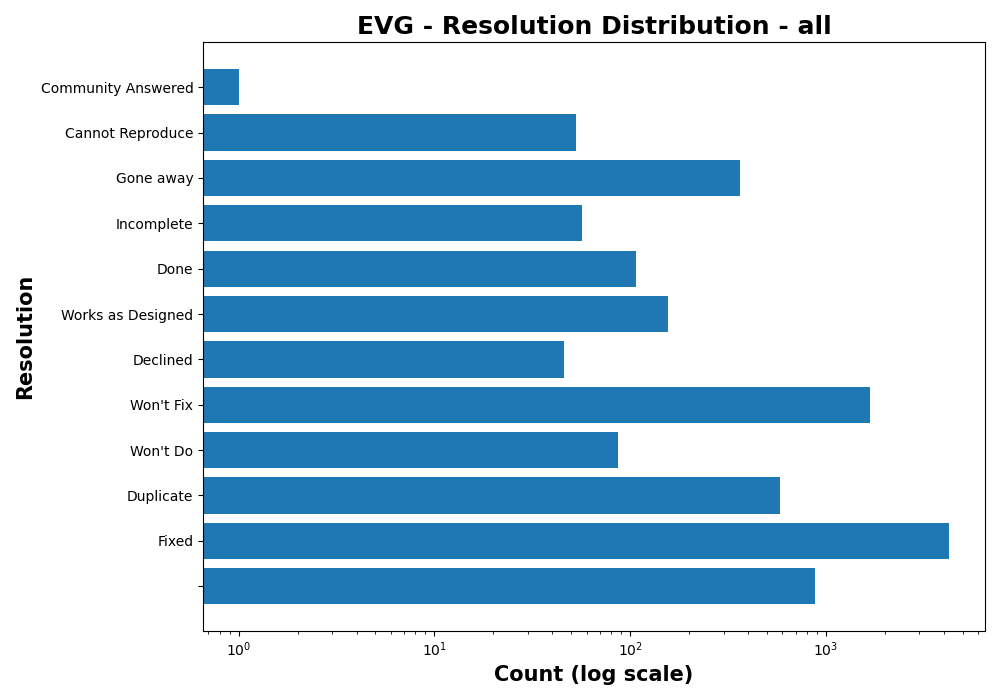 EVG - Resolution Distribution - all
Community Answered
Cannot Reproduce
Gone away
Incomplete
Done
Works as Designed
Declined
Won't Fix
Won't Do
Duplicate
Fixed
Resolution
10⁰ 10¹ 10² 10³
Count (log scale)